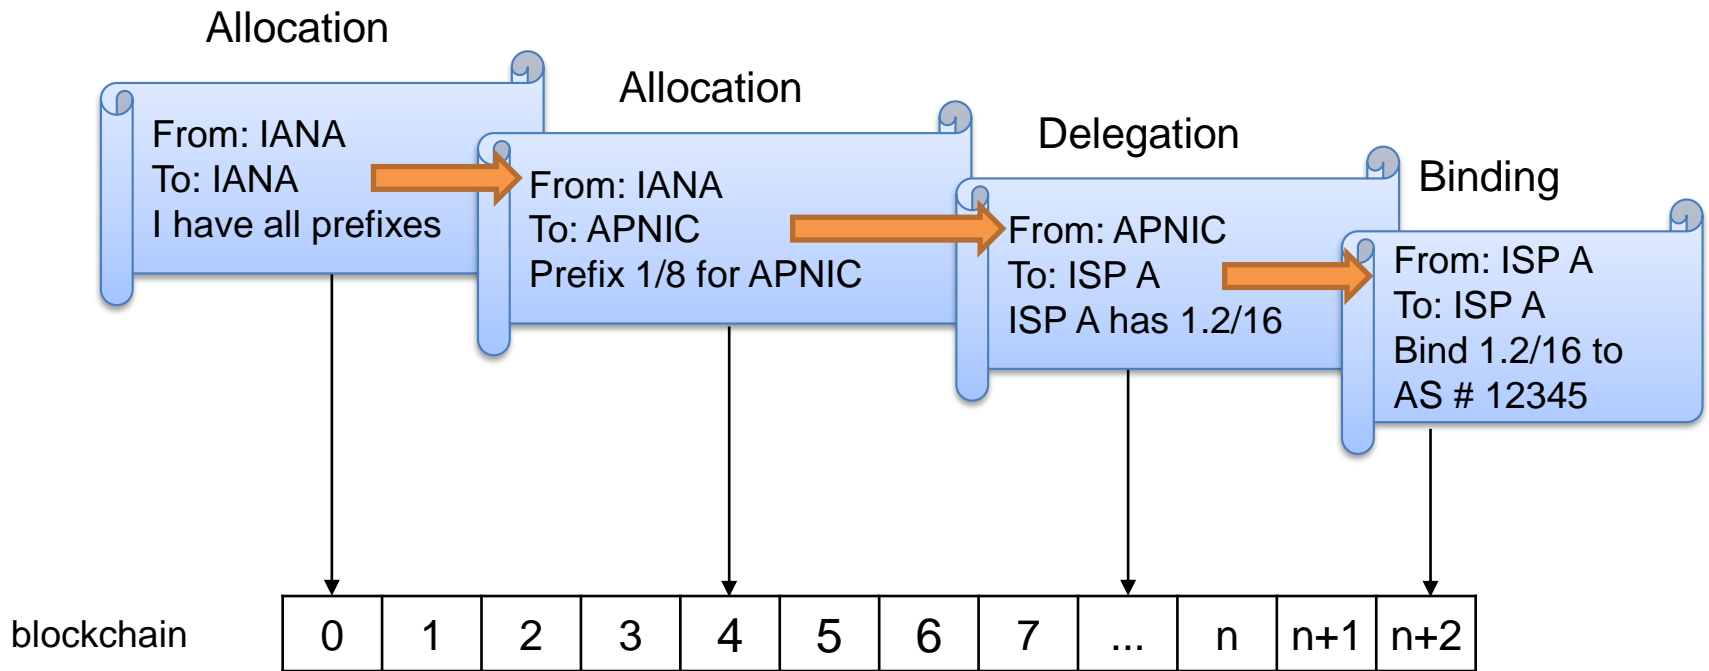 Allocation
From: IANA
To: IANA
I have all prefixes
Allocation
From: IANA
To: APNIC
Prefix 1/8 for APNIC
Delegation
From: APNIC
To: ISP A
ISP A has 1.2/16
Binding
From: ISP A
To: ISP A
Bind 1.2/16 to
AS # 12345
blockchain 0 1 2 3 4 5 6 7 ... n n+1 n+2